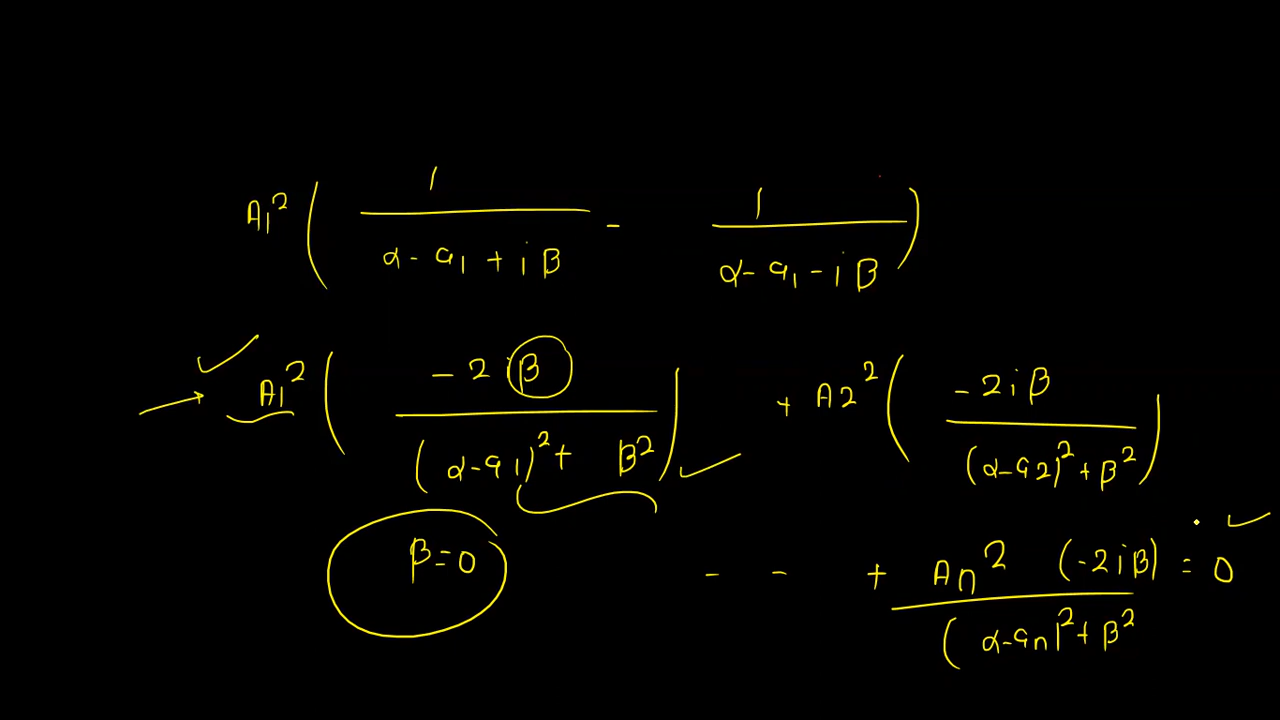 A1² ( 1 / (α - a1 + iβ) - 1 / (α - a1 - iβ) )
A1² ( -2iβ / ((α-a1)² + β²) ) + A2² ( -2iβ / ((α-a2)² + β²) )
β=0
- - + An² (-2iβ) / ((α-an)² + β² = 0